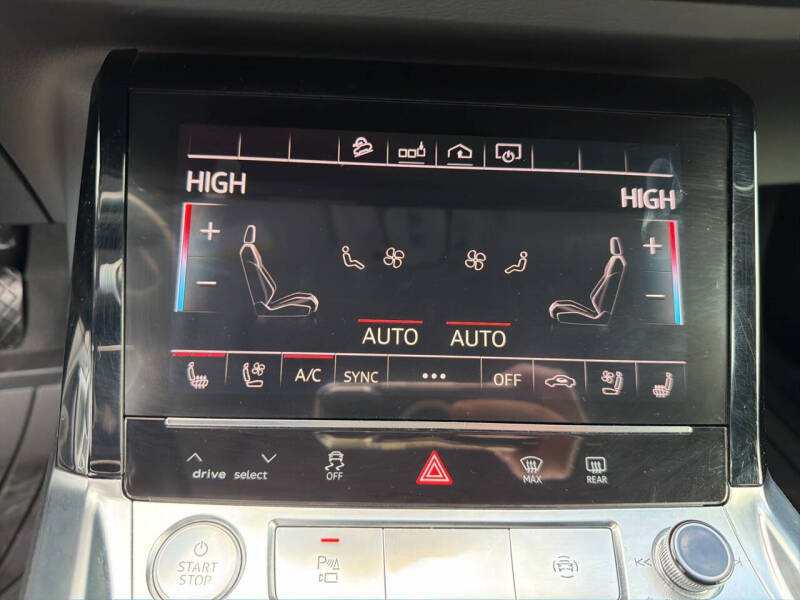 HIGH
HIGH
+
+
−
−
AUTO
AUTO
A/C
SYNC
OFF
drive select
OFF
MAX
REAR
START
STOP
P